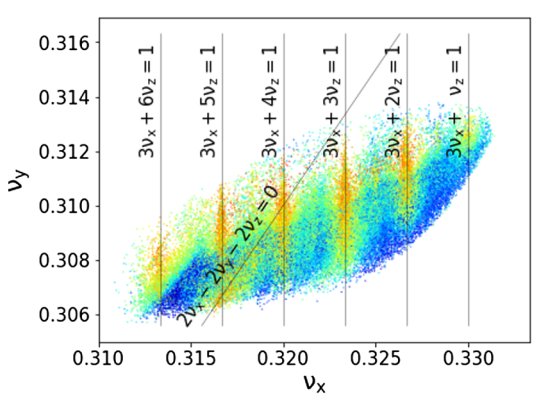 0.316
0.314
0.312
0.310
0.308
0.306
νy
3νx + 6νz = 1
3νx + 5νz = 1
3νx + 4νz = 1
3νx + 3νz = 1
3νx + 2νz = 1
3νx + νz = 1
2νx − 2νy − 2νz = 0
0.310 0.315 0.320 0.325 0.330
νx